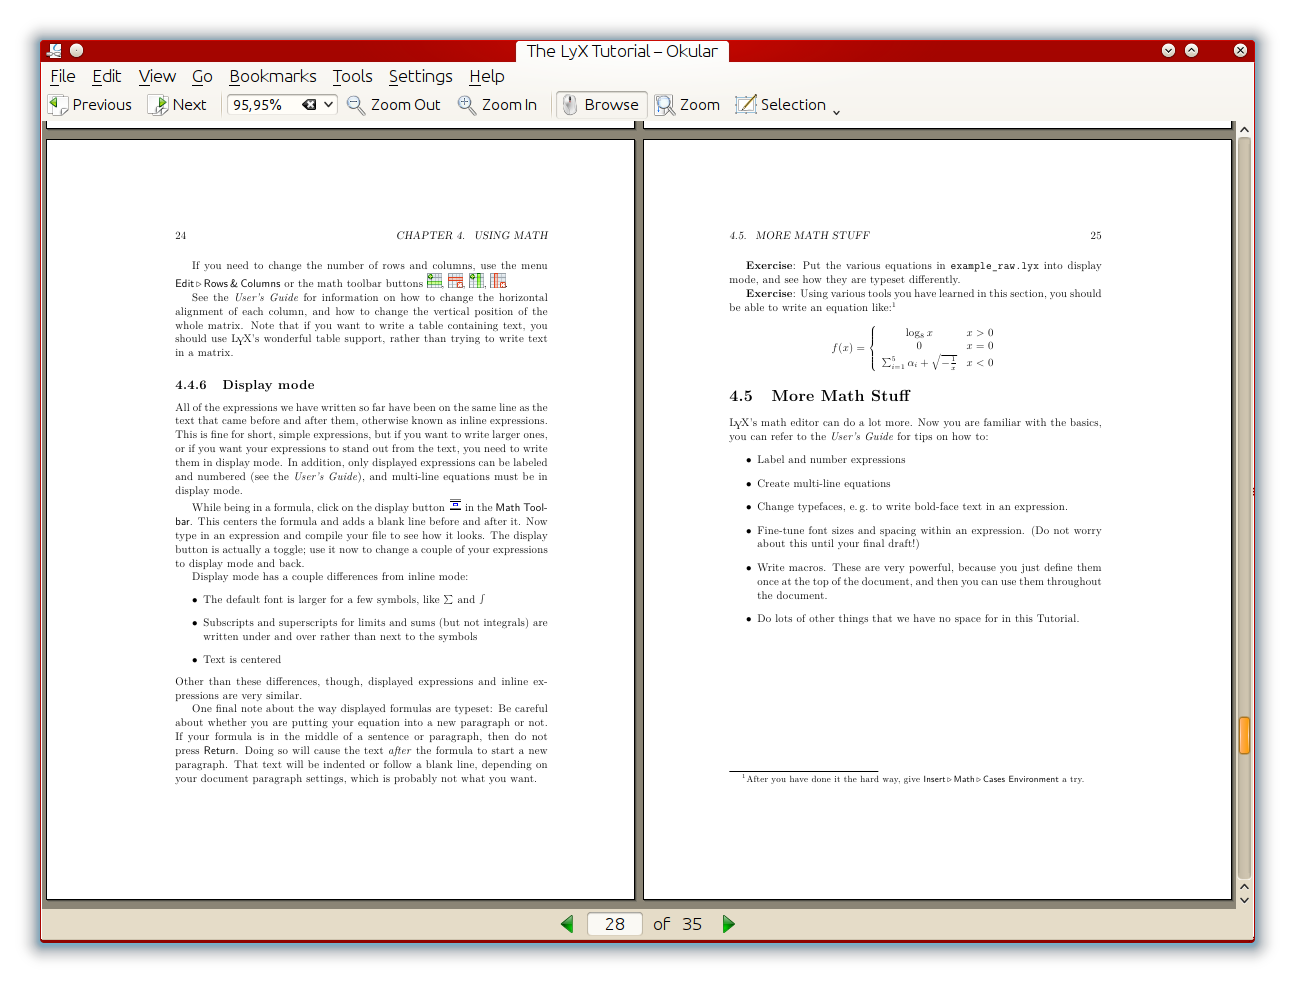 The LyX Tutorial – Okular
File Edit View Go Bookmarks Tools Settings Help
Previous Next 95,95% Zoom Out Zoom In Browse Zoom Selection
24 CHAPTER 4. USING MATH
If you need to change the number of rows and columns, use the menu
Edit▹Rows & Columns or the math toolbar buttons , , , .
See the User's Guide for information on how to change the horizontal
alignment of each column, and how to change the vertical position of the
whole matrix. Note that if you want to write a table containing text, you
should use LyX's wonderful table support, rather than trying to write text
in a matrix.
4.4.6 Display mode
All of the expressions we have written so far have been on the same line as the
text that came before and after them, otherwise known as inline expressions.
This is fine for short, simple expressions, but if you want to write larger ones,
or if you want your expressions to stand out from the text, you need to write
them in display mode. In addition, only displayed expressions can be labeled
and numbered (see the User's Guide), and multi-line equations must be in
display mode.
While being in a formula, click on the display button in the Math Tool-
bar. This centers the formula and adds a blank line before and after it. Now
type in an expression and compile your file to see how it looks. The display
button is actually a toggle; use it now to change a couple of your expressions
to display mode and back.
Display mode has a couple differences from inline mode:
• The default font is larger for a few symbols, like ∑ and ∫
• Subscripts and superscripts for limits and sums (but not integrals) are
written under and over rather than next to the symbols
• Text is centered
Other than these differences, though, displayed expressions and inline ex-
pressions are very similar.
One final note about the way displayed formulas are typeset: Be careful
about whether you are putting your equation into a new paragraph or not.
If your formula is in the middle of a sentence or paragraph, then do not
press Return. Doing so will cause the text after the formula to start a new
paragraph. That text will be indented or follow a blank line, depending on
your document paragraph settings, which is probably not what you want.
4.5. MORE MATH STUFF 25
Exercise: Put the various equations in example_raw.lyx into display
mode, and see how they are typeset differently.
Exercise: Using various tools you have learned in this section, you should
be able to write an equation like:¹
log₈ x x > 0
f(x) = { 0 x = 0
∑⁵ᵢ₌₁ αᵢ + √(−1/x) x < 0
4.5 More Math Stuff
LyX's math editor can do a lot more. Now you are familiar with the basics,
you can refer to the User's Guide for tips on how to:
• Label and number expressions
• Create multi-line equations
• Change typefaces, e. g. to write bold-face text in an expression.
• Fine-tune font sizes and spacing within an expression. (Do not worry
about this until your final draft!)
• Write macros. These are very powerful, because you just define them
once at the top of the document, and then you can use them throughout
the document.
• Do lots of other things that we have no space for in this Tutorial.
¹After you have done it the hard way, give Insert▹Math▹Cases Environment a try.
28 of 35